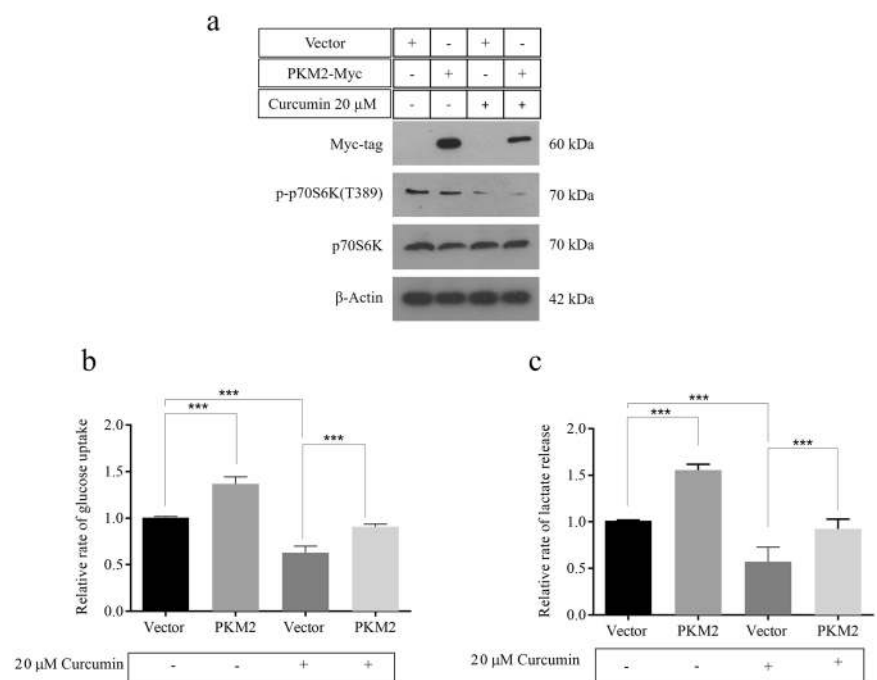 a
Vector + - + -
PKM2-Myc - + - +
Curcumin 20 µM - - + +
Myc-tag 60 kDa
p-p70S6K(T389) 70 kDa
p70S6K 70 kDa
β-Actin 42 kDa
b
Relative rate of glucose uptake
2.0
1.5
1.0
0.5
0.0
***
***
***
Vector PKM2 Vector PKM2
20 µM Curcumin - - + +
c
Relative rate of lactate release
2.0
1.5
1.0
0.5
0.0
***
***
***
Vector PKM2 Vector PKM2
20 µM Curcumin - - + +